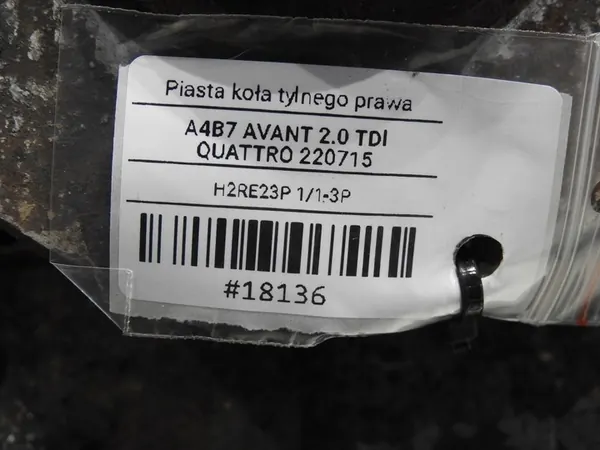 Piasta koła tylnego prawa
A4B7 AVANT 2.0 TDI
QUATTRO 220715
H2RE23P 1/1-3P
#18136